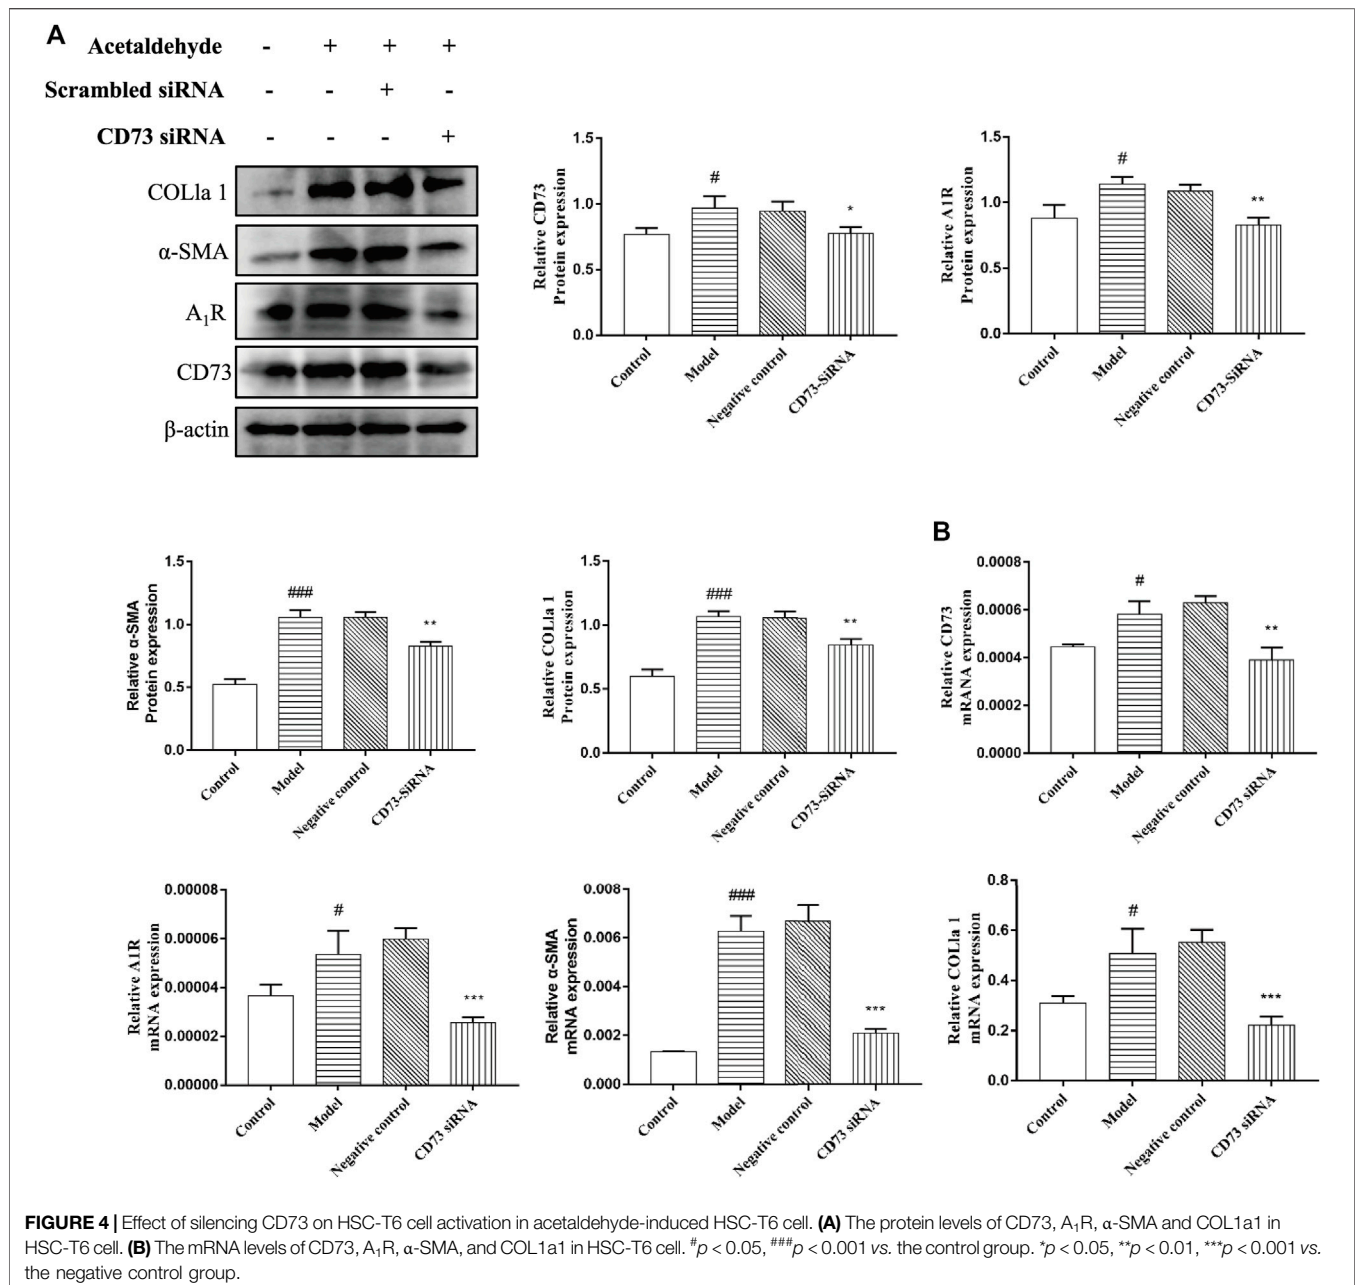 A
Acetaldehyde - + + +
Scrambled siRNA - - + -
CD73 siRNA - - - +
COLla 1
α-SMA
A₁R
CD73
β-actin
Relative CD73
Protein expression
1.5
1.0
0.5
0.0
#
*
Control
Model
Negative control
CD73-SiRNA
Relative A1R
Protein expression
1.5
1.0
0.5
0.0
#
**
Control
Model
Negative control
CD73-SiRNA
Relative α-SMA
Protein expression
1.5
1.0
0.5
0.0
###
**
Control
Model
Negative control
CD73-SiRNA
Relative COLla 1
Protein expression
1.5
1.0
0.5
0.0
###
**
Control
Model
Negative control
CD73-SiRNA
B
Relative CD73
mRANA expression
0.0008
0.0006
0.0004
0.0002
0.0000
#
**
Control
Model
Negative control
CD73 siRNA
Relative A1R
mRNA expression
0.00008
0.00006
0.00004
0.00002
0.00000
#
***
Control
Model
Negative control
CD73 siRNA
Relative α-SMA
mRNA expression
0.008
0.006
0.004
0.002
0.000
###
***
Control
Model
Negative control
CD73 siRNA
Relative COLla 1
mRNA expression
0.8
0.6
0.4
0.2
0.0
#
***
Control
Model
Negative control
CD73 siRNA
FIGURE 4 | Effect of silencing CD73 on HSC-T6 cell activation in acetaldehyde-induced HSC-T6 cell. (A) The protein levels of CD73, A₁R, α-SMA and COL1a1 in
HSC-T6 cell. (B) The mRNA levels of CD73, A₁R, α-SMA, and COL1a1 in HSC-T6 cell. #p < 0.05, ###p < 0.001 vs. the control group. *p < 0.05, **p < 0.01, ***p < 0.001 vs.
the negative control group.